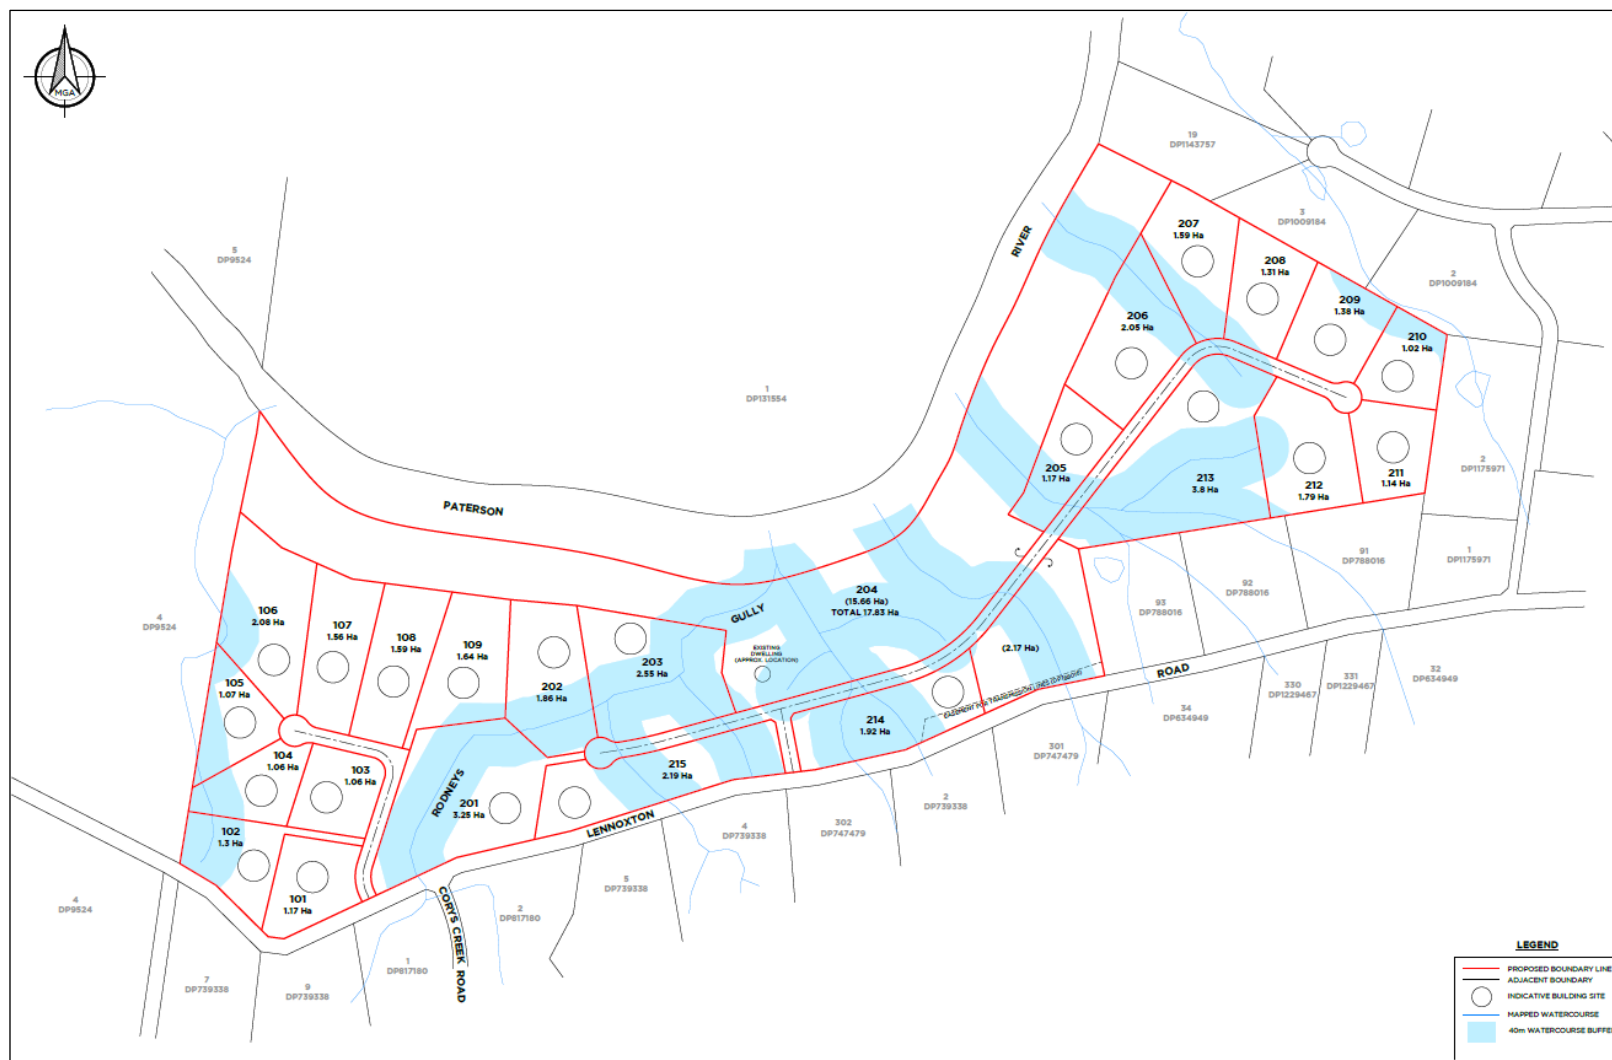 MGA
19
DP1143757
3
DP1009184
2
DP1009184
5
DP9524
1
DP131554
RIVER
207
1.59 Ha
208
1.31 Ha
209
1.38 Ha
210
1.02 Ha
206
2.05 Ha
205
1.17 Ha
213
3.8 Ha
212
1.79 Ha
211
1.14 Ha
2
DP1175971
1
DP1175971
91
DP788016
92
DP788016
93
DP788016
PATERSON
GULLY
204
(15.66 Ha)
TOTAL 17.83 Ha
4
DP9524
106
2.08 Ha
107
1.56 Ha
108
1.59 Ha
109
1.64 Ha
202
1.86 Ha
203
2.55 Ha
EXISTING
DWELLING
(APPROX. LOCATION)
(2.17 Ha)
ROAD
105
1.07 Ha
104
1.06 Ha
103
1.06 Ha
102
1.3 Ha
101
1.17 Ha
RODNEYS
201
3.25 Ha
215
2.19 Ha
214
1.92 Ha
EASEMENT FOR TRANSMISSION LINES
LENNOXTON
32
DP634949
331
DP1229467
330
DP1229467
34
DP634949
301
DP747479
2
DP739338
302
DP747479
4
DP739338
5
DP739338
2
DP817180
CORYS CREEK ROAD
1
DP817180
9
DP739338
7
DP739338
4
DP9524
LEGEND
PROPOSED BOUNDARY LINE
ADJACENT BOUNDARY
INDICATIVE BUILDING SITE
MAPPED WATERCOURSE
40m WATERCOURSE BUFFE